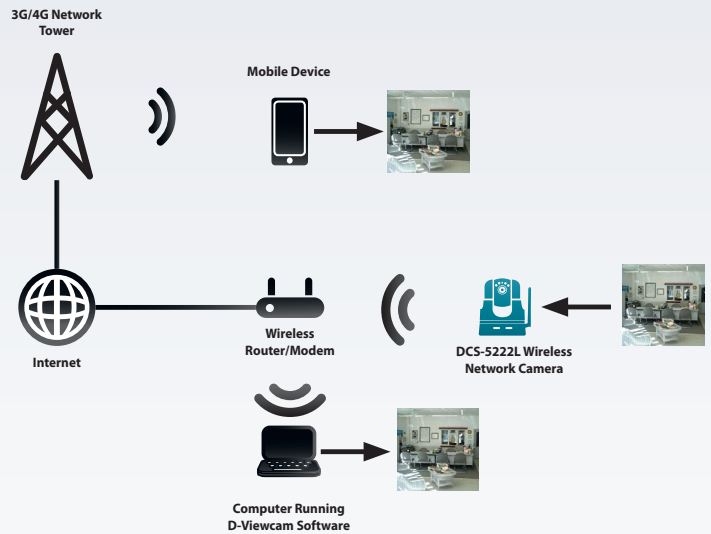 3G/4G Network
Tower
Mobile Device
Wireless
Router/Modem
Internet
DCS-5222L Wireless
Network Camera
Computer Running
D-Viewcam Software